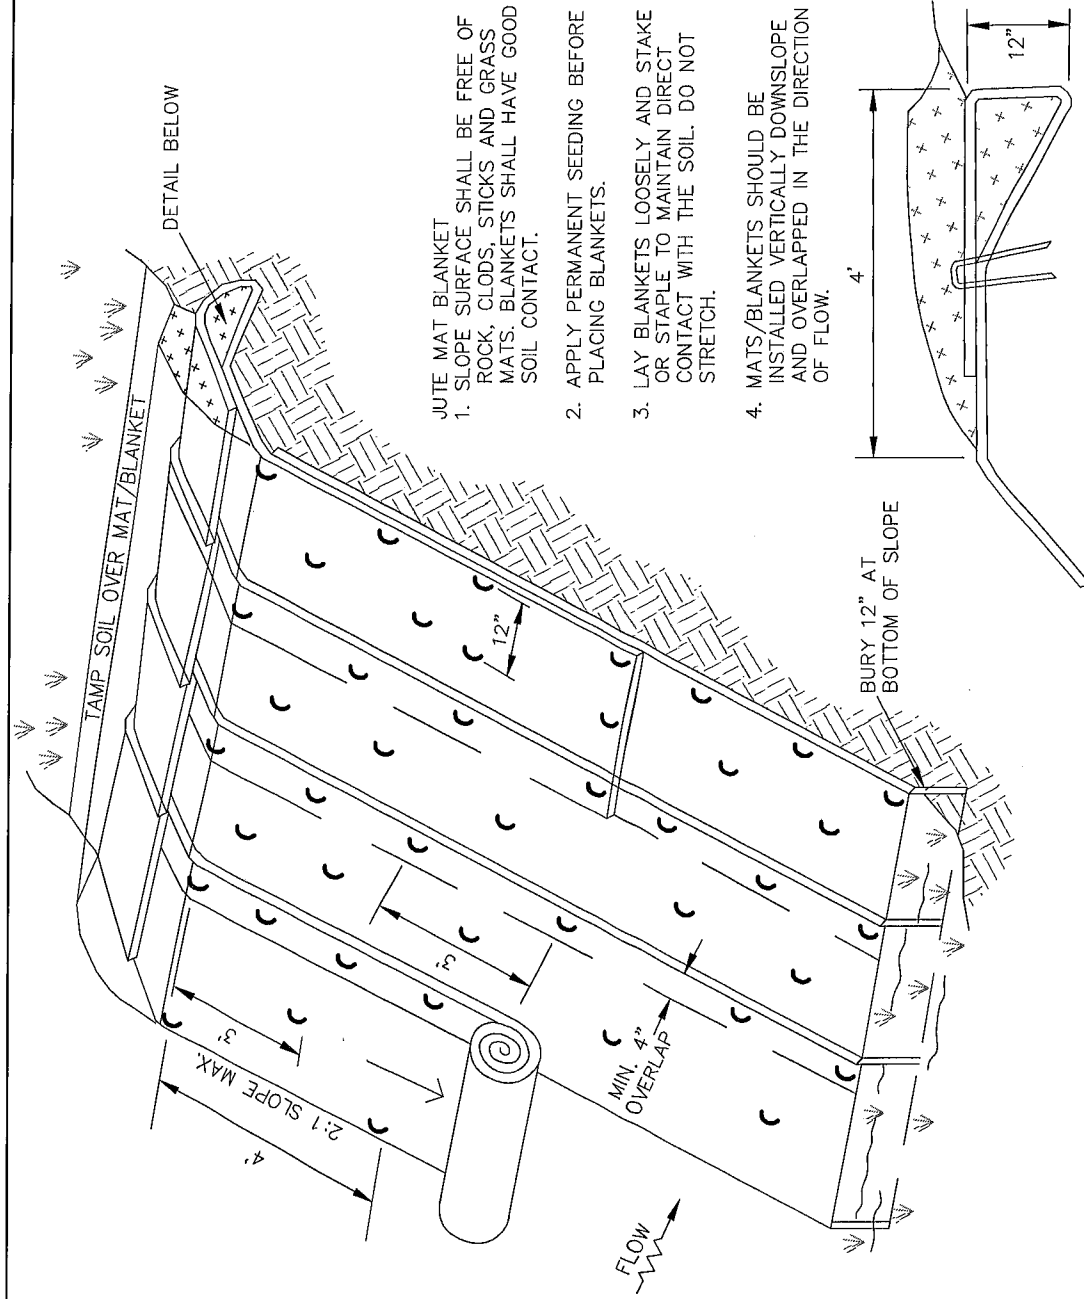 TAMP SOIL OVER MAT/BLANKET
DETAIL BELOW
JUTE MAT BLANKET
1. SLOPE SURFACE SHALL BE FREE OF
ROCK, CLODS, STICKS AND GRASS
MATS. BLANKETS SHALL HAVE GOOD
SOIL CONTACT.
2. APPLY PERMANENT SEEDING BEFORE
PLACING BLANKETS.
3. LAY BLANKETS LOOSELY AND STAKE
OR STAPLE TO MAINTAIN DIRECT
CONTACT WITH THE SOIL. DO NOT
STRETCH.
4. MATS/BLANKETS SHOULD BE
INSTALLED VERTICALLY DOWNSLOPE
AND OVERLAPPED IN THE DIRECTION
OF FLOW.
12"
3'
3'
4'
2:1 SLOPE MAX.
MIN. 4"
OVERLAP
FLOW
BURY 12" AT
BOTTOM OF SLOPE
4'
12"